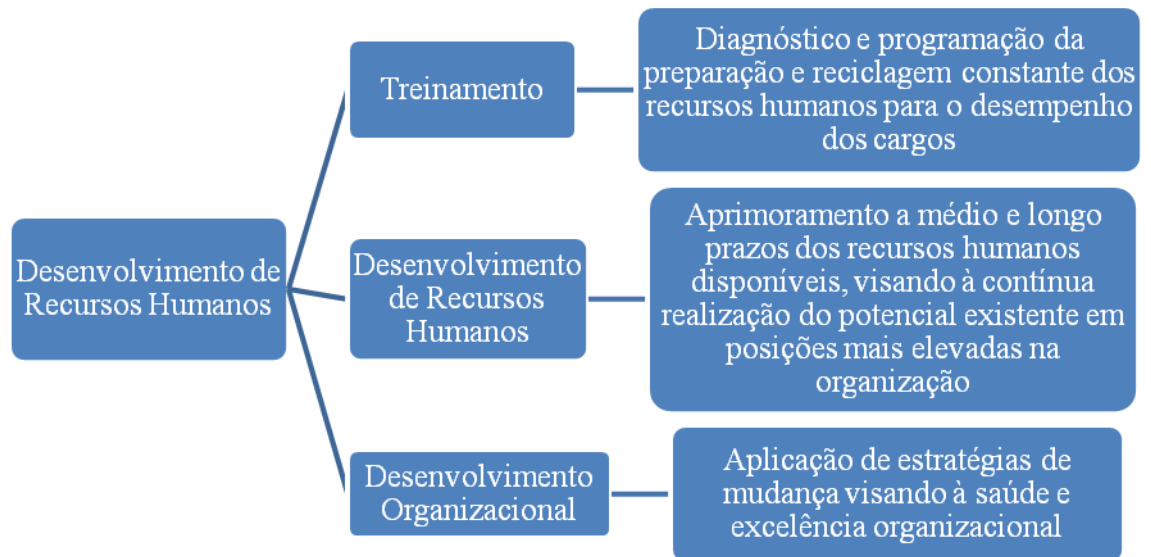 Desenvolvimento de
Recursos Humanos
Treinamento
Diagnóstico e programação da
preparação e reciclagem constante dos
recursos humanos para o desempenho
dos cargos
Desenvolvimento
de Recursos
Humanos
Aprimoramento a médio e longo
prazos dos recursos humanos
disponíveis, visando à contínua
realização do potencial existente em
posições mais elevadas na
organização
Desenvolvimento
Organizacional
Aplicação de estratégias de
mudança visando à saúde e
excelência organizacional